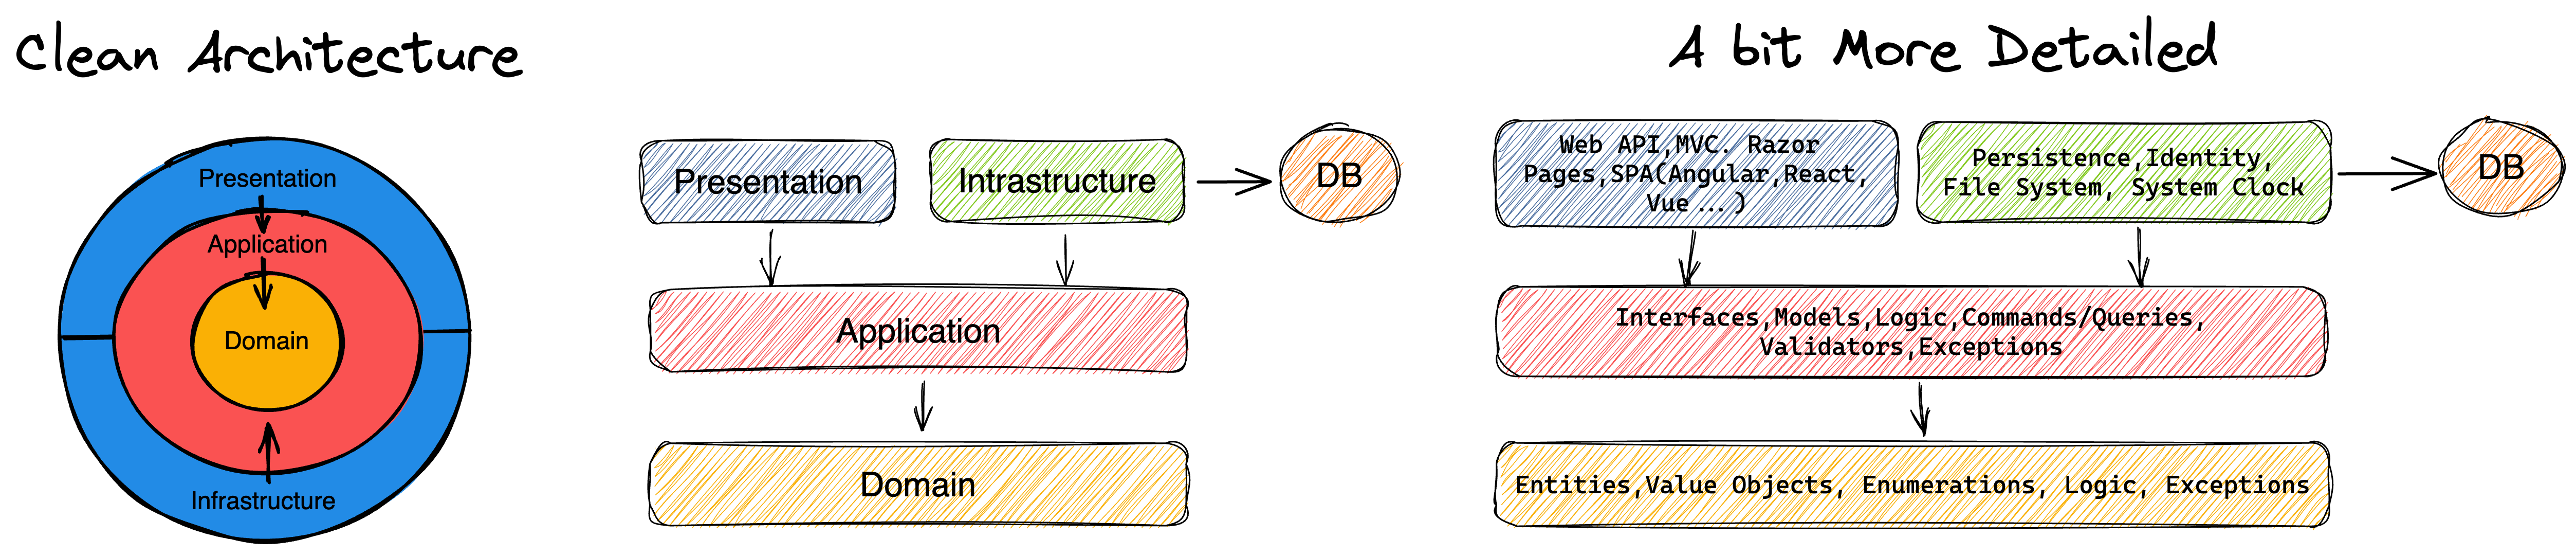 Clean Architecture
Presentation
Application
Domain
Infrastructure
Presentation
Intrastructure
DB
Application
Domain
A bit More Detailed
Web API,MVC. Razor
Pages,SPA(Angular,React,
Vue...)
Persistence,Identity,
File System, System Clock
DB
Interfaces,Models,Logic,Commands/Queries,
Validators,Exceptions
Entities,Value Objects, Enumerations, Logic, Exceptions